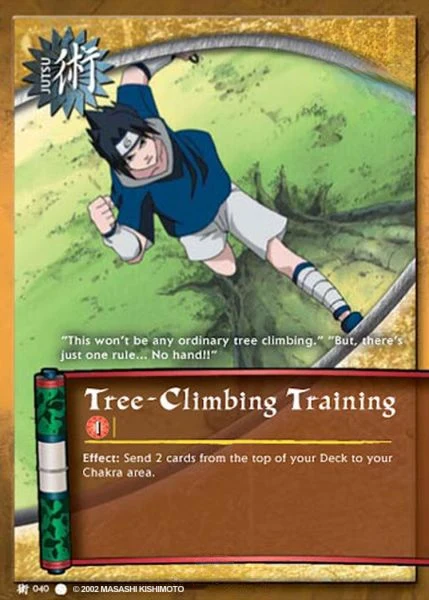 JUTSU
術
"This won't be any ordinary tree climbing." "But, there's
just one rule... No hand!!"
Tree-Climbing Training
1
Effect: Send 2 cards from the top of your Deck to your
Chakra area.
術 040 © 2002 MASASHI KISHIMOTO